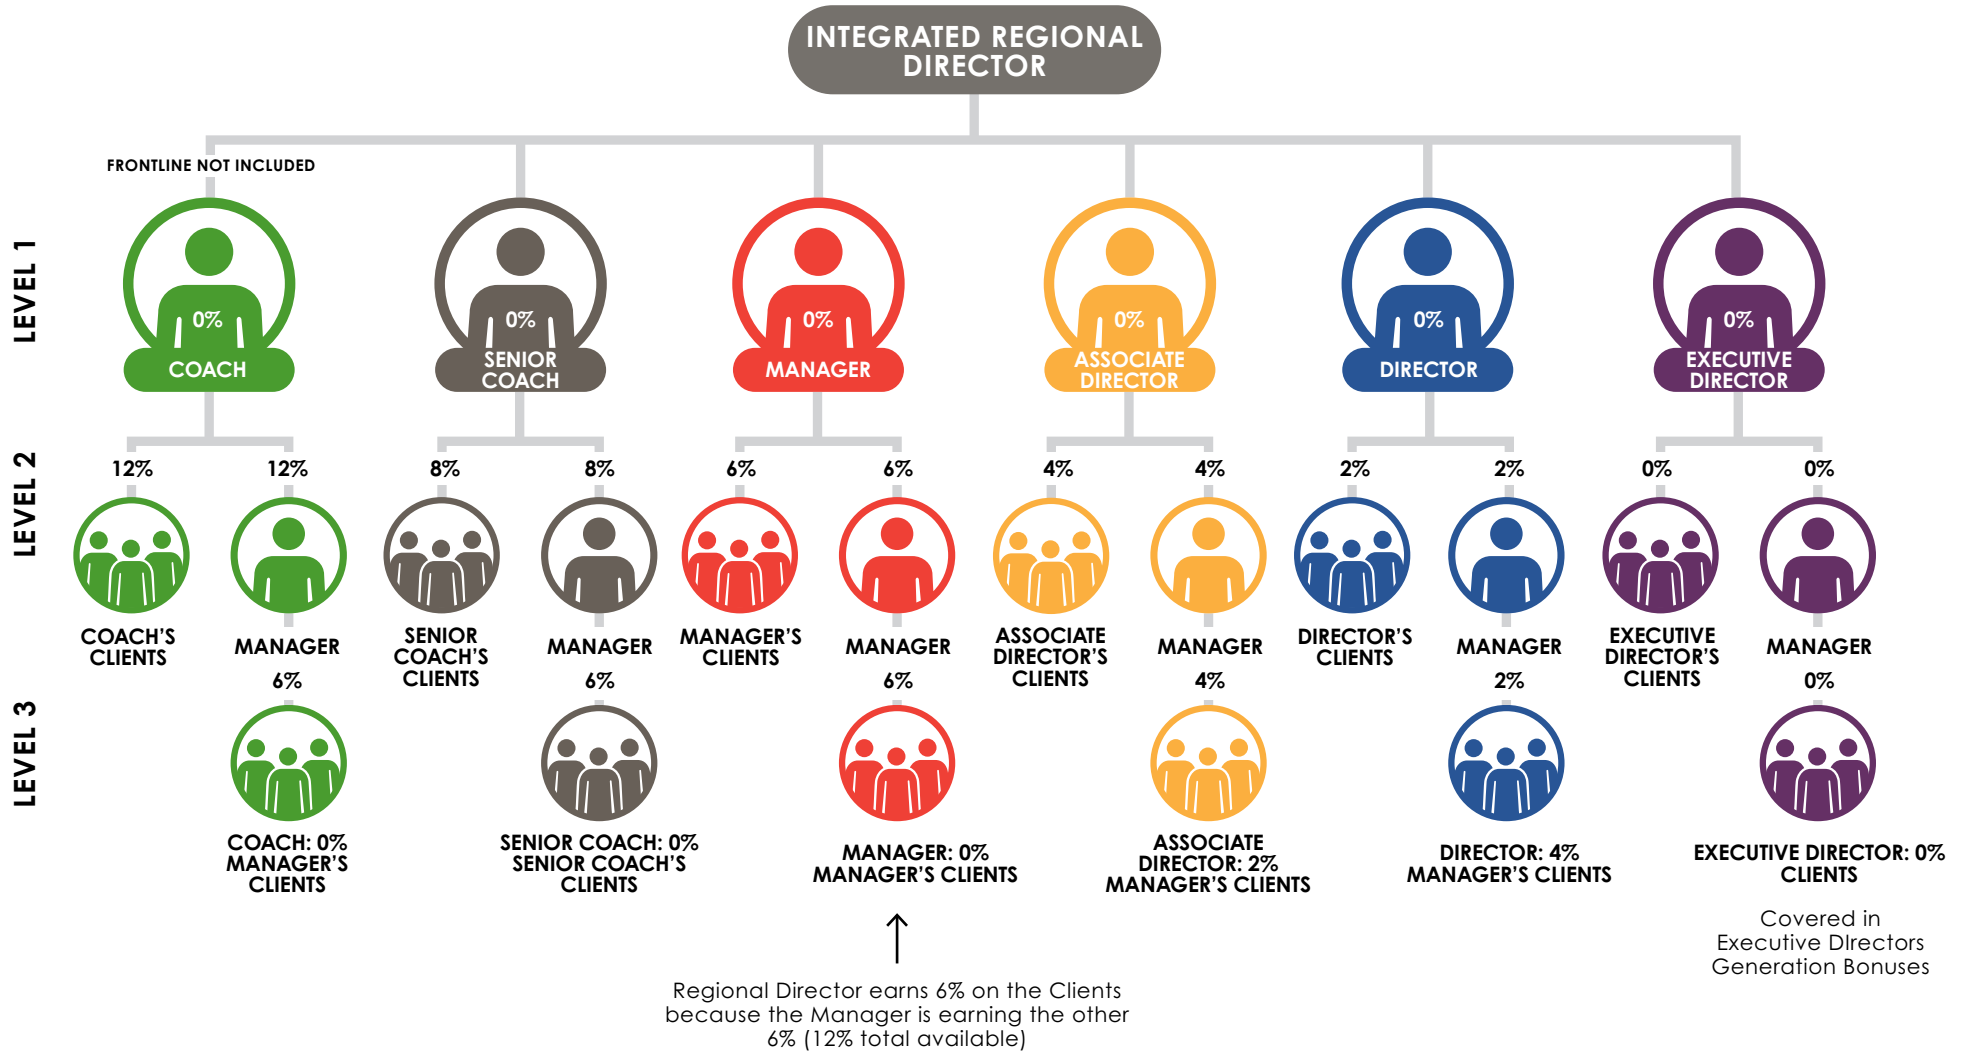 INTEGRATED REGIONAL
DIRECTOR
FRONTLINE NOT INCLUDED
LEVEL 1
0%
COACH
0%
SENIOR
COACH
0%
MANAGER
0%
ASSOCIATE
DIRECTOR
0%
DIRECTOR
0%
EXECUTIVE
DIRECTOR
LEVEL 2
12%
12%
8%
8%
6%
6%
4%
4%
2%
2%
0%
0%
COACH'S
CLIENTS
MANAGER
SENIOR
COACH'S
CLIENTS
MANAGER
MANAGER'S
CLIENTS
MANAGER
ASSOCIATE
DIRECTOR'S
CLIENTS
MANAGER
DIRECTOR'S
CLIENTS
MANAGER
EXECUTIVE
DIRECTOR'S
CLIENTS
MANAGER
LEVEL 3
6%
6%
6%
4%
2%
0%
COACH: 0%
MANAGER'S
CLIENTS
SENIOR COACH: 0%
SENIOR COACH'S
CLIENTS
MANAGER: 0%
MANAGER'S CLIENTS
ASSOCIATE
DIRECTOR: 2%
MANAGER'S CLIENTS
DIRECTOR: 4%
MANAGER'S CLIENTS
EXECUTIVE DIRECTOR: 0%
CLIENTS
Covered in
Executive DIrectors
Generation Bonuses
Regional Director earns 6% on the Clients
because the Manager is earning the other
6% (12% total available)